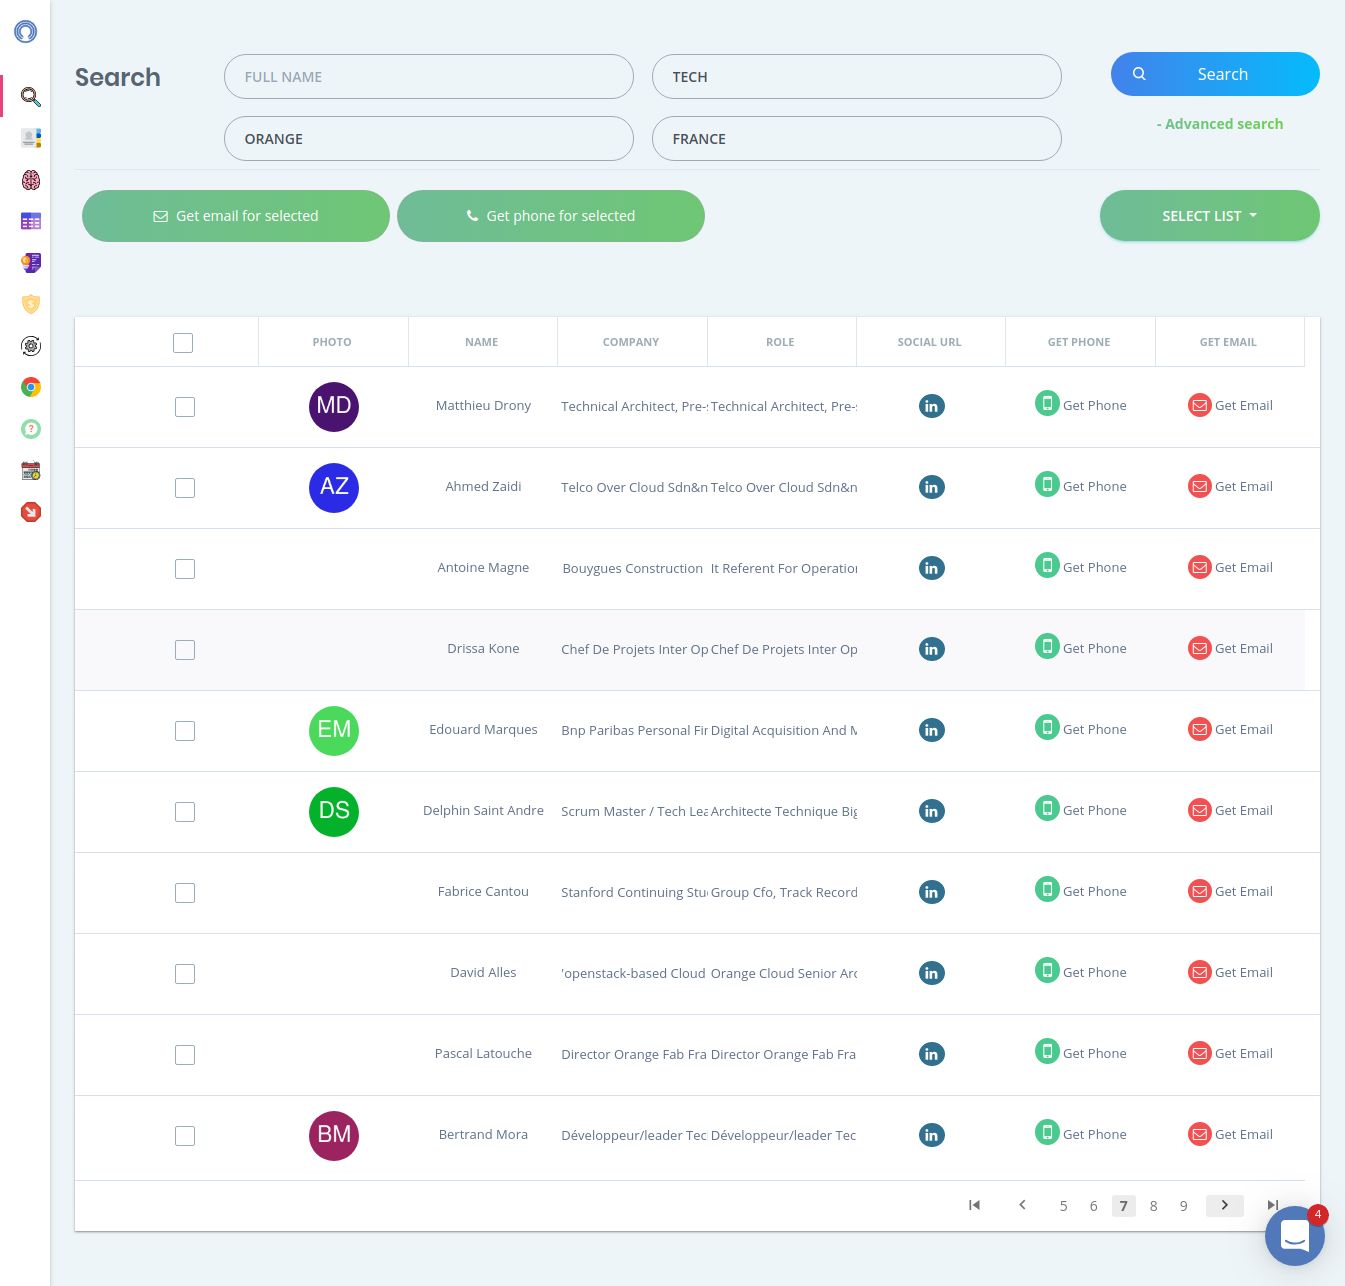 Search
FULL NAME
TECH
Search
ORANGE
FRANCE
- Advanced search
Get email for selected
Get phone for selected
SELECT LIST
PHOTO NAME COMPANY ROLE SOCIAL URL GET PHONE GET EMAIL
MD Matthieu Drony Technical Architect, Pre- Technical Architect, Pre- in Get Phone Get Email
AZ Ahmed Zaidi Telco Over Cloud Sdn&n Telco Over Cloud Sdn&n in Get Phone Get Email
Antoine Magne Bouygues Construction It Referent For Operation in Get Phone Get Email
Drissa Kone Chef De Projets Inter Op Chef De Projets Inter Op in Get Phone Get Email
EM Edouard Marques Bnp Paribas Personal Fin Digital Acquisition And M in Get Phone Get Email
DS Delphin Saint Andre Scrum Master / Tech Lea Architecte Technique Big in Get Phone Get Email
Fabrice Cantou Stanford Continuing Stu Group Cfo, Track Record in Get Phone Get Email
David Alles 'openstack-based Cloud Orange Cloud Senior Arc in Get Phone Get Email
Pascal Latouche Director Orange Fab Fra Director Orange Fab Fra in Get Phone Get Email
BM Bertrand Mora Développeur/leader Tec Développeur/leader Tec in Get Phone Get Email
5 6 7 8 9
4